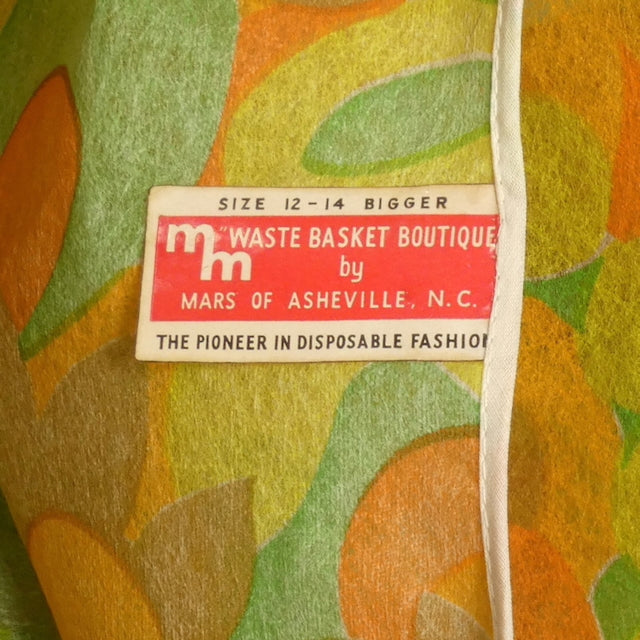 SIZE 12-14 BIGGER
mm "WASTE BASKET BOUTIQUE
by
MARS OF ASHEVILLE, N.C.
THE PIONEER IN DISPOSABLE FASHION